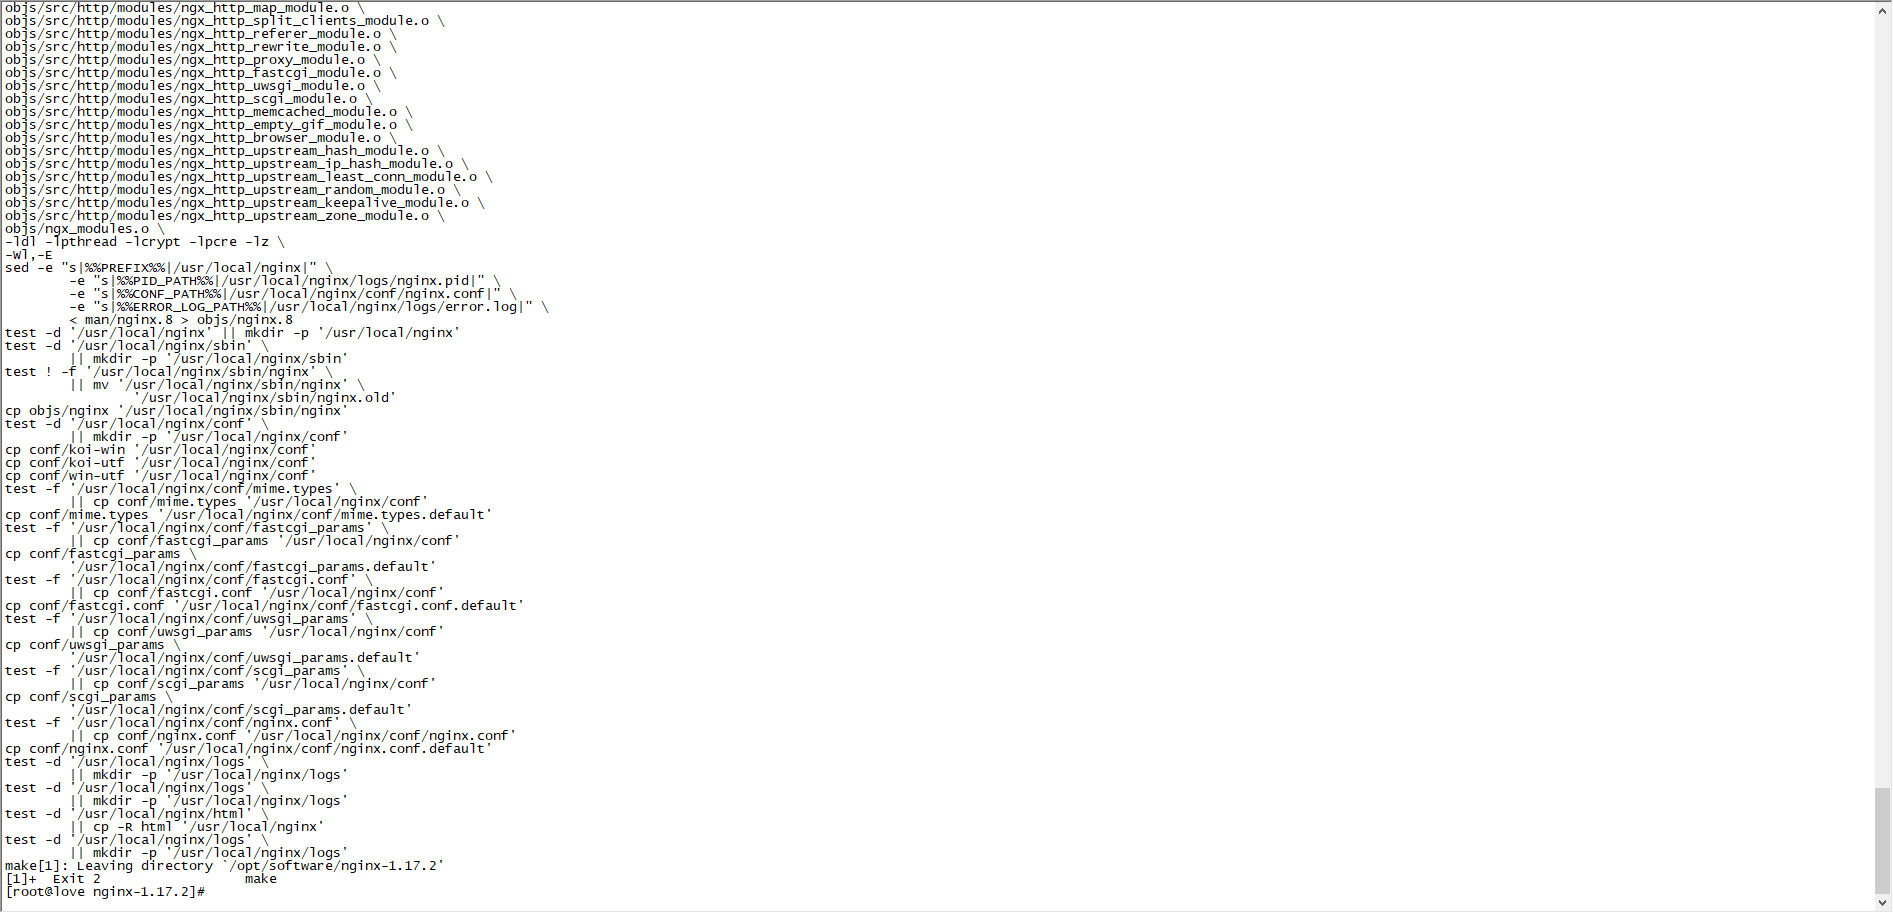 objs/src/http/modules/ngx_http_map_module.o \
objs/src/http/modules/ngx_http_split_clients_module.o \
objs/src/http/modules/ngx_http_referer_module.o \
objs/src/http/modules/ngx_http_rewrite_module.o \
objs/src/http/modules/ngx_http_proxy_module.o \
objs/src/http/modules/ngx_http_fastcgi_module.o \
objs/src/http/modules/ngx_http_uwsgi_module.o \
objs/src/http/modules/ngx_http_scgi_module.o \
objs/src/http/modules/ngx_http_memcached_module.o \
objs/src/http/modules/ngx_http_empty_gif_module.o \
objs/src/http/modules/ngx_http_browser_module.o \
objs/src/http/modules/ngx_http_upstream_hash_module.o \
objs/src/http/modules/ngx_http_upstream_ip_hash_module.o \
objs/src/http/modules/ngx_http_upstream_least_conn_module.o \
objs/src/http/modules/ngx_http_upstream_random_module.o \
objs/src/http/modules/ngx_http_upstream_keepalive_module.o \
objs/src/http/modules/ngx_http_upstream_zone_module.o \
objs/ngx_modules.o \
-ldl -lpthread -lcrypt -lpcre -lz \
-Wl,-E
sed -e "s|%%PREFIX%%|/usr/local/nginx|" \
        -e "s|%%PID_PATH%%|/usr/local/nginx/logs/nginx.pid|" \
        -e "s|%%CONF_PATH%%|/usr/local/nginx/conf/nginx.conf|" \
        -e "s|%%ERROR_LOG_PATH%%|/usr/local/nginx/logs/error.log|" \
        < man/nginx.8 > objs/nginx.8
test -d '/usr/local/nginx' || mkdir -p '/usr/local/nginx'
test -d '/usr/local/nginx/sbin' \
        || mkdir -p '/usr/local/nginx/sbin'
test ! -f '/usr/local/nginx/sbin/nginx' \
        || mv '/usr/local/nginx/sbin/nginx' \
                '/usr/local/nginx/sbin/nginx.old'
cp objs/nginx '/usr/local/nginx/sbin/nginx'
test -d '/usr/local/nginx/conf' \
        || mkdir -p '/usr/local/nginx/conf'
cp conf/koi-win '/usr/local/nginx/conf'
cp conf/koi-utf '/usr/local/nginx/conf'
cp conf/win-utf '/usr/local/nginx/conf'
test -f '/usr/local/nginx/conf/mime.types' \
        || cp conf/mime.types '/usr/local/nginx/conf'
cp conf/mime.types '/usr/local/nginx/conf/mime.types.default'
test -f '/usr/local/nginx/conf/fastcgi_params' \
        || cp conf/fastcgi_params '/usr/local/nginx/conf'
cp conf/fastcgi_params \
        '/usr/local/nginx/conf/fastcgi_params.default'
test -f '/usr/local/nginx/conf/fastcgi.conf' \
        || cp conf/fastcgi.conf '/usr/local/nginx/conf'
cp conf/fastcgi.conf '/usr/local/nginx/conf/fastcgi.conf.default'
test -f '/usr/local/nginx/conf/uwsgi_params' \
        || cp conf/uwsgi_params '/usr/local/nginx/conf'
cp conf/uwsgi_params \
        '/usr/local/nginx/conf/uwsgi_params.default'
test -f '/usr/local/nginx/conf/scgi_params' \
        || cp conf/scgi_params '/usr/local/nginx/conf'
cp conf/scgi_params \
        '/usr/local/nginx/conf/scgi_params.default'
test -f '/usr/local/nginx/conf/nginx.conf' \
        || cp conf/nginx.conf '/usr/local/nginx/conf/nginx.conf'
cp conf/nginx.conf '/usr/local/nginx/conf/nginx.conf.default'
test -d '/usr/local/nginx/logs' \
        || mkdir -p '/usr/local/nginx/logs'
test -d '/usr/local/nginx/logs' \
        || mkdir -p '/usr/local/nginx/logs'
test -d '/usr/local/nginx/html' \
        || cp -R html '/usr/local/nginx'
test -d '/usr/local/nginx/logs' \
        || mkdir -p '/usr/local/nginx/logs'
make[1]: Leaving directory `/opt/software/nginx-1.17.2'
[1]+  Exit 2                  make
[root@love nginx-1.17.2]#